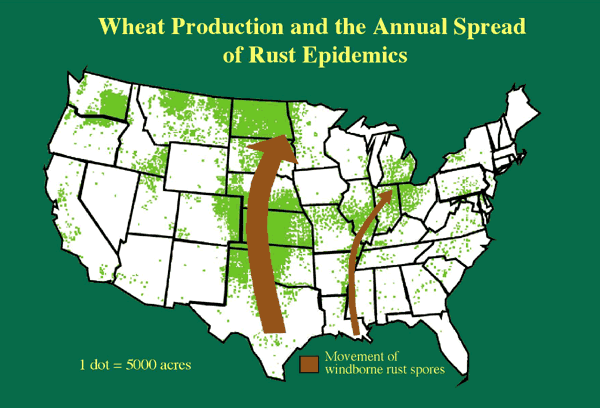 Wheat Production and the Annual Spread
of Rust Epidemics
1 dot = 5000 acres
Movement of
windborne rust spores